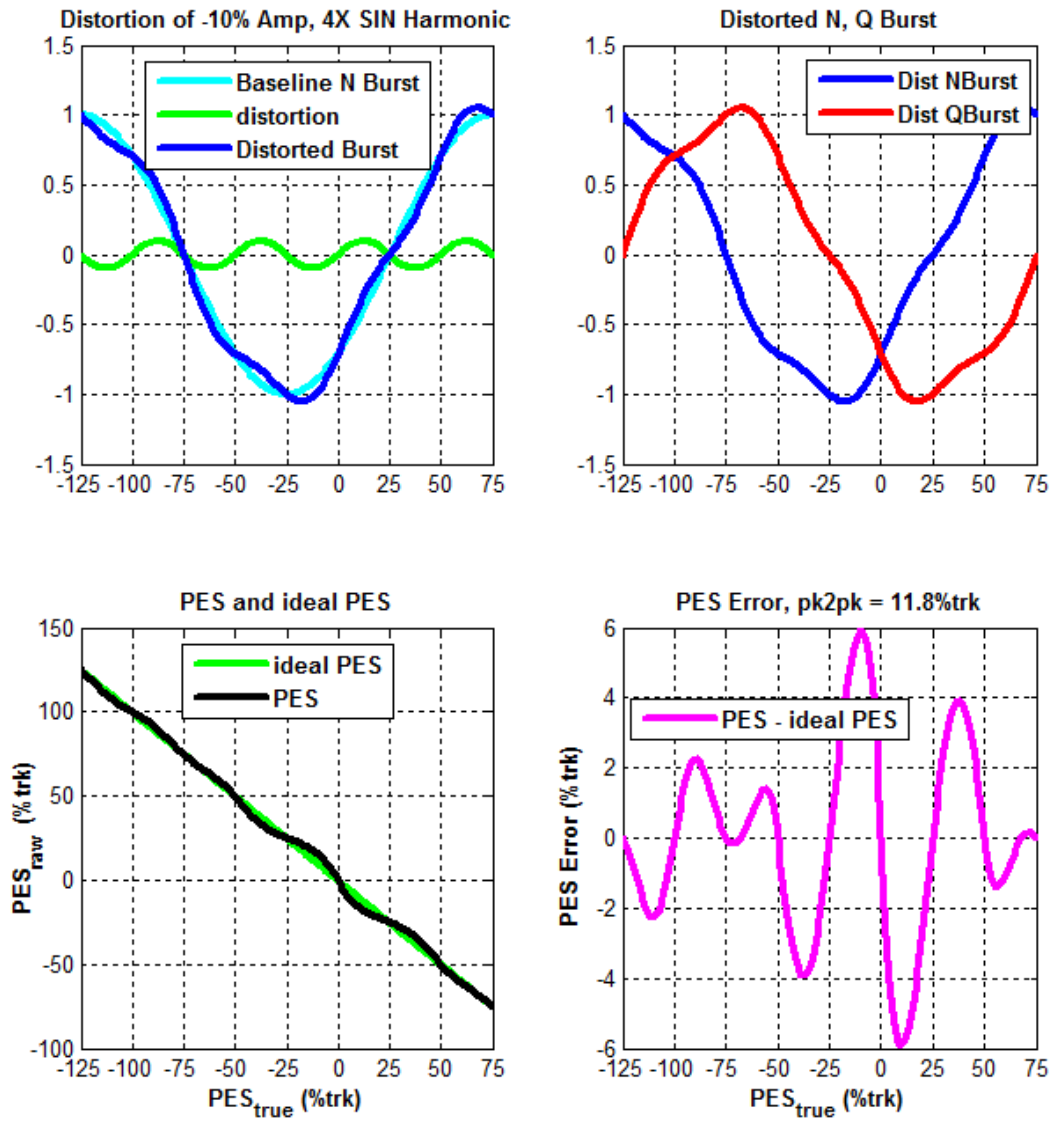 Distortion of -10% Amp, 4X SIN Harmonic
1.5
1
0.5
0
-0.5
-1
-1.5
-125 -100 -75 -50 -25 0 25 50 75
Baseline N Burst
distortion
Distorted Burst
Distorted N, Q Burst
1.5
1
0.5
0
-0.5
-1
-1.5
-125 -100 -75 -50 -25 0 25 50 75
Dist NBurst
Dist QBurst
PES and ideal PES
150
100
50
0
-50
-100
-125 -100 -75 -50 -25 0 25 50 75
PESraw (%trk)
PEStrue (%trk)
ideal PES
PES
PES Error, pk2pk = 11.8%trk
6
4
2
0
-2
-4
-6
-125 -100 -75 -50 -25 0 25 50 75
PES Error (%trk)
PEStrue (%trk)
PES - ideal PES